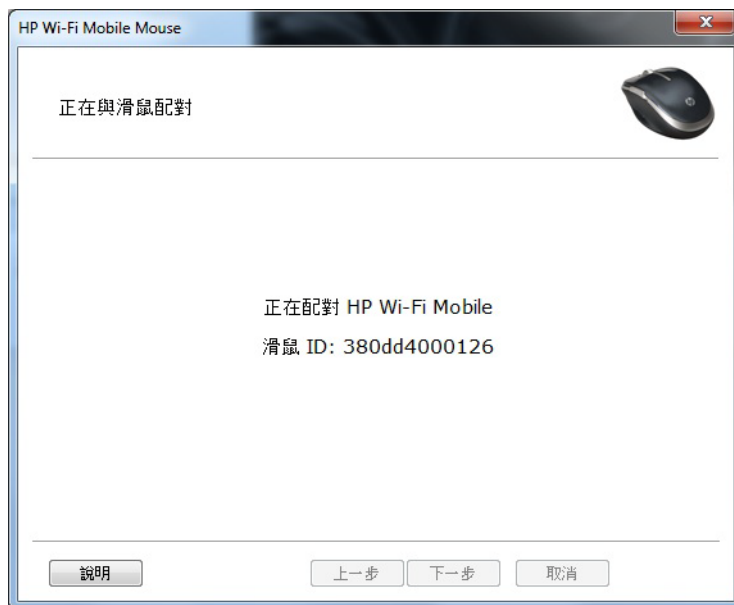 HP Wi-Fi Mobile Mouse
正在與滑鼠配對
正在配對 HP Wi-Fi Mobile
滑鼠 ID: 380dd4000126
說明
上一步
下一步
取消